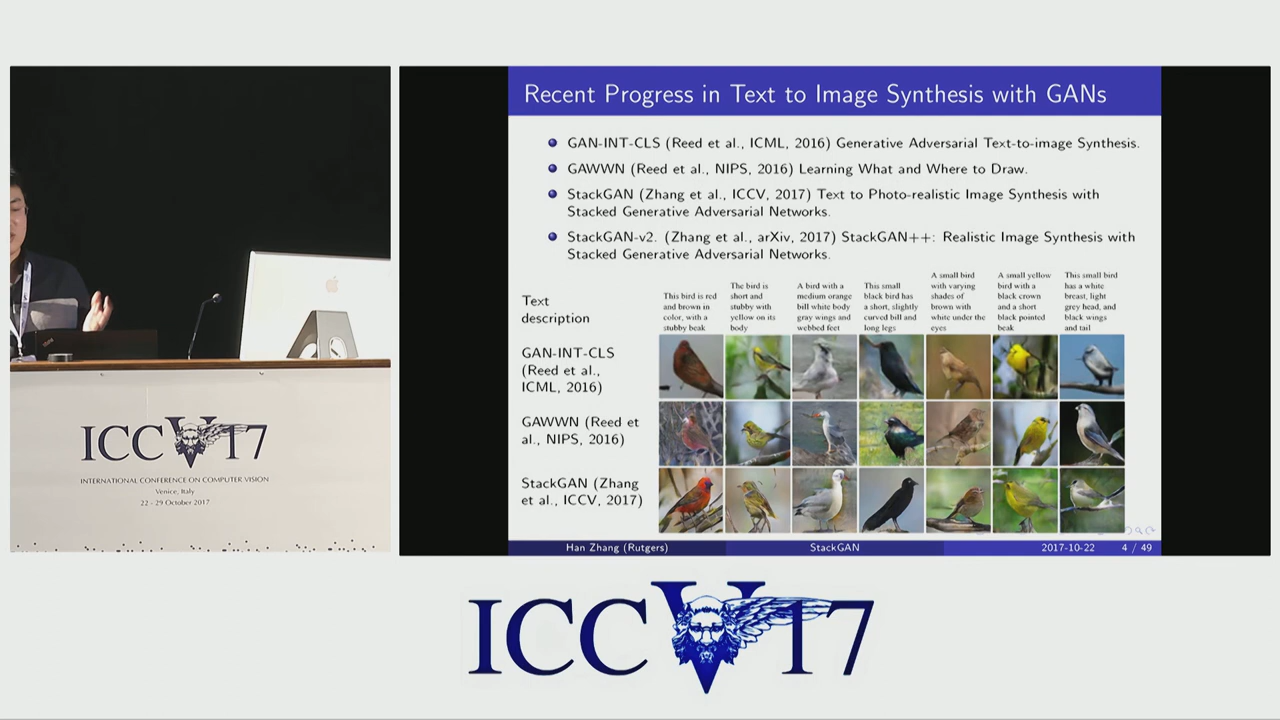 Recent Progress in Text to Image Synthesis with GANs
GAN-INT-CLS (Reed et al., ICML, 2016) Generative Adversarial Text-to-image Synthesis.
GAWWN (Reed et al., NIPS, 2016) Learning What and Where to Draw.
StackGAN (Zhang et al., ICCV, 2017) Text to Photo-realistic Image Synthesis with
Stacked Generative Adversarial Networks.
StackGAN-v2. (Zhang et al., arXiv, 2017) StackGAN++: Realistic Image Synthesis with
Stacked Generative Adversarial Networks.
Text
description
This bird is red
and brown in
color, with a
stubby beak
The bird is
short and
stubby with
yellow on its
body
A bird with a
medium orange
bill white body
gray wings and
webbed feet
This small
black bird has
a short, slightly
curved bill and
long legs
A small bird
with varying
shades of
brown with
white under the
eyes
A small yellow
bird with a
black crown
and a short
black pointed
beak
This small bird
has a white
breast, light
grey head, and
black wings
and tail
GAN-INT-CLS
(Reed et al.,
ICML, 2016)
GAWWN (Reed et
al., NIPS, 2016)
StackGAN (Zhang
et al., ICCV, 2017)
Han Zhang (Rutgers)
StackGAN
2017-10-22
4 / 49
ICCV17
INTERNATIONAL CONFERENCE ON COMPUTER VISION
Venice, Italy
22 - 29 October 2017
ICCV17